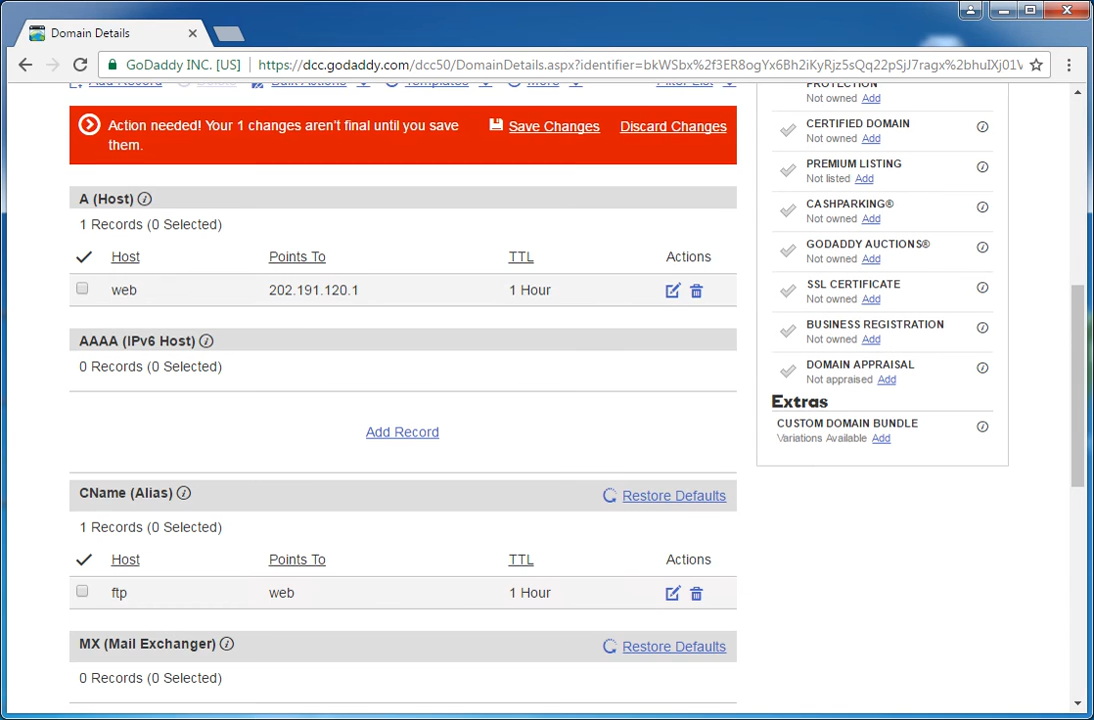 Domain Details
GoDaddy INC. [US]
https://dcc.godaddy.com/dcc50/DomainDetails.aspx?identifier=bkWSbx%2f3ER8ogYx6Bh2iKyRjz5sQq22pSjJ7ragx%2bhuIXj01V
Add Record
Delete
Bulk Actions
Templates
More
Filter List
Action needed! Your 1 changes aren't final until you save
them.
Save Changes
Discard Changes
A (Host)
1 Records (0 Selected)
Host Points To TTL Actions
web 202.191.120.1 1 Hour
AAAA (IPv6 Host)
0 Records (0 Selected)
Add Record
CName (Alias)
Restore Defaults
1 Records (0 Selected)
Host Points To TTL Actions
ftp web 1 Hour
MX (Mail Exchanger)
Restore Defaults
0 Records (0 Selected)
PROTECTION
Not owned Add
CERTIFIED DOMAIN
Not owned Add
PREMIUM LISTING
Not listed Add
CASHPARKING®
Not owned Add
GODADDY AUCTIONS®
Not owned Add
SSL CERTIFICATE
Not owned Add
BUSINESS REGISTRATION
Not owned Add
DOMAIN APPRAISAL
Not appraised Add
Extras
CUSTOM DOMAIN BUNDLE
Variations Available Add